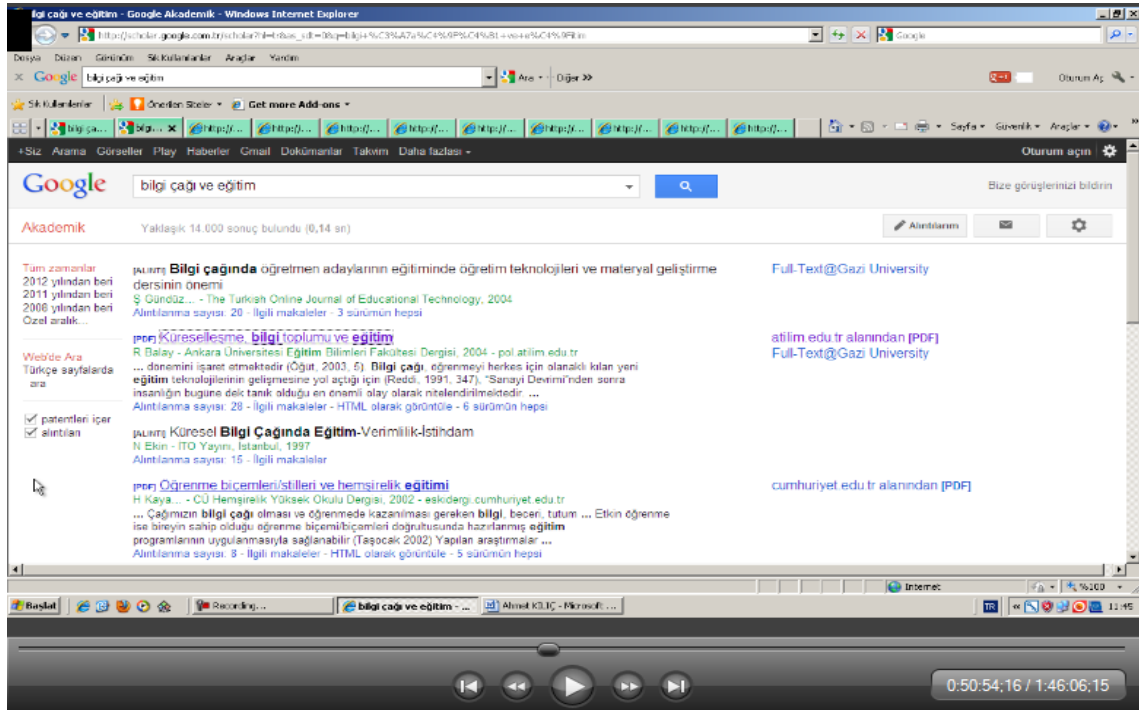 lgi çağı ve eğitim - Google Akademik - Windows Internet Explorer
Google
Dosya Düzen Görünüm Sık Kullanılanlar Araçlar Yardım
Google bilgi çağı ve eğitim Ara Diğer >> Oturum Aç
Sık Kullanılanlar Önerilen Siteler Get more Add-ons
bilgi ça... bilgi... http://... http://... http://... http://... http://... http://... http://... http://... http://... Sayfa Güvenlik Araçlar
+Siz Arama Görseller Play Haberler Gmail Dokümanlar Takvim Daha fazlası Oturum açın
Google bilgi çağı ve eğitim Bize görüşlerinizi bildirin
Akademik Yaklaşık 14.000 sonuç bulundu (0,14 sn) Alıntılarım
Tüm zamanlar
2012 yılından beri
2011 yılından beri
2008 yılından beri
Özel aralık...
Web'de Ara
Türkçe sayfalarda
ara
patentleri içer
alıntıları
[ALINTI] Bilgi çağında öğretmen adaylarının eğitiminde öğretim teknolojileri ve materyal geliştirme
dersinin önemi
Ş Gündüz... - The Turkish Online Journal of Educational Technology, 2004
Alıntılanma sayısı: 20 - İlgili makaleler - 3 sürümün hepsi
Full-Text@Gazi University
[PDF] Küreselleşme, bilgi toplumu ve eğitim
R Balay - Ankara Üniversitesi Eğitim Bilimleri Fakültesi Dergisi, 2004 - pol.atilim.edu.tr
... dönemini işaret etmektedir (Öğüt, 2003, 5). Bilgi çağı, öğrenmeyi herkes için olanaklı kılan yeni
eğitim teknolojilerinin gelişmesine yol açtığı için (Reddi, 1991, 347), "Sanayi Devrimi'nden sonra
insanlığın bugüne dek tanık olduğu en önemli olay olarak nitelendirilmektedir. ...
Alıntılanma sayısı: 28 - İlgili makaleler - HTML olarak görüntüle - 6 sürümün hepsi
atilim.edu.tr alanından [PDF]
Full-Text@Gazi University
[ALINTI] Küresel Bilgi Çağında Eğitim-Verimlilik-İstihdam
N Ekin - İTO Yayını, İstanbul, 1997
Alıntılanma sayısı: 15 - İlgili makaleler
[PDF] Öğrenme biçemleri/stilleri ve hemşirelik eğitimi
H Kaya... - CÜ Hemşirelik Yüksek Okulu Dergisi, 2002 - eskidergi.cumhuriyet.edu.tr
... Çağımızın bilgi çağı olması ve öğrenmede kazanılması gereken bilgi, beceri, tutum ... Etkin öğrenme
ise bireyin sahip olduğu öğrenme biçemi/biçemleri doğrultusunda hazırlanmış eğitim
programlarının uygulanmasıyla sağlanabilir (Taşocak 2002) Yapılan araştırmalar ...
Alıntılanma sayısı: 8 - İlgili makaleler - HTML olarak görüntüle - 5 sürümün hepsi
cumhuriyet.edu.tr alanından [PDF]
Internet %100
Başlat Recording... bilgi çağı ve eğitim - ... Ahmet KILIÇ - Microsoft ... TR 11:45
0:50:54;16 / 1:46:06;15